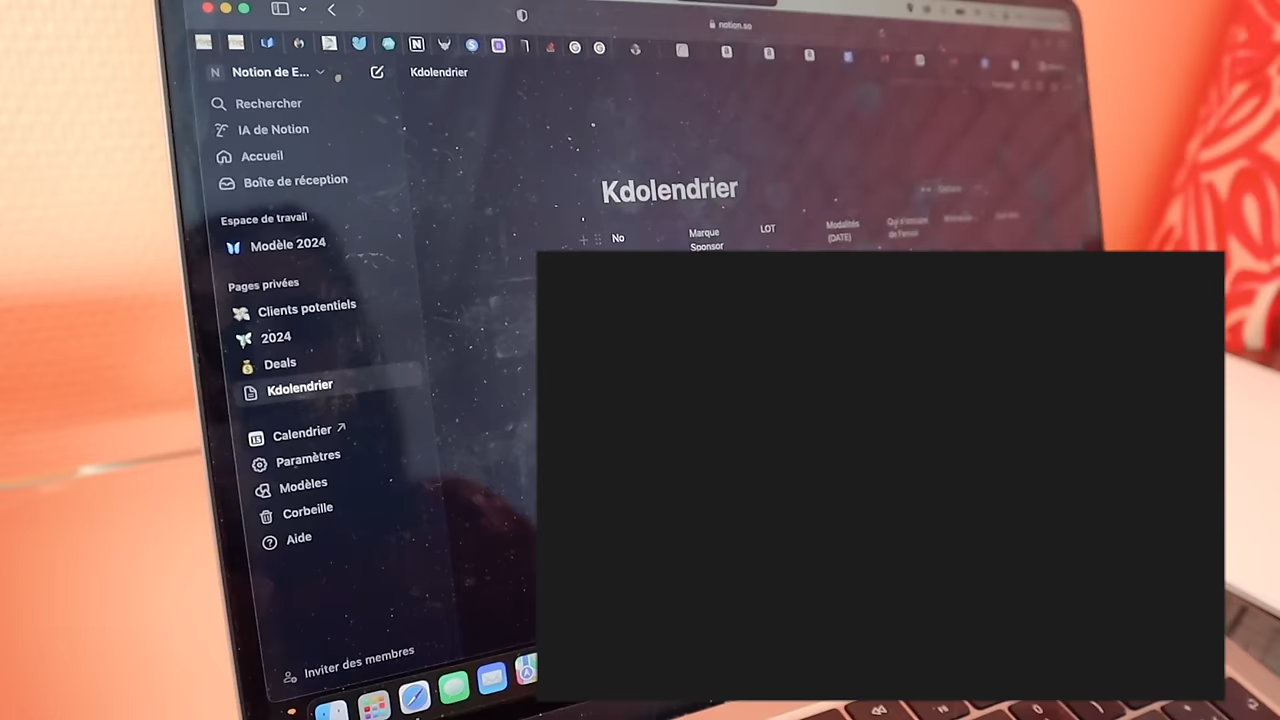 notion.so
Notion de E...
Kdolendrier
Rechercher
IA de Notion
Accueil
Boîte de réception
Espace de travail
Modèle 2024
Pages privées
Clients potentiels
2024
Deals
Kdolendrier
Calendrier ↗
Paramètres
Modèles
Corbeille
Aide
Inviter des membres
Kdolendrier
No
Marque
Sponsor
LOT
Modalités
(DATE)